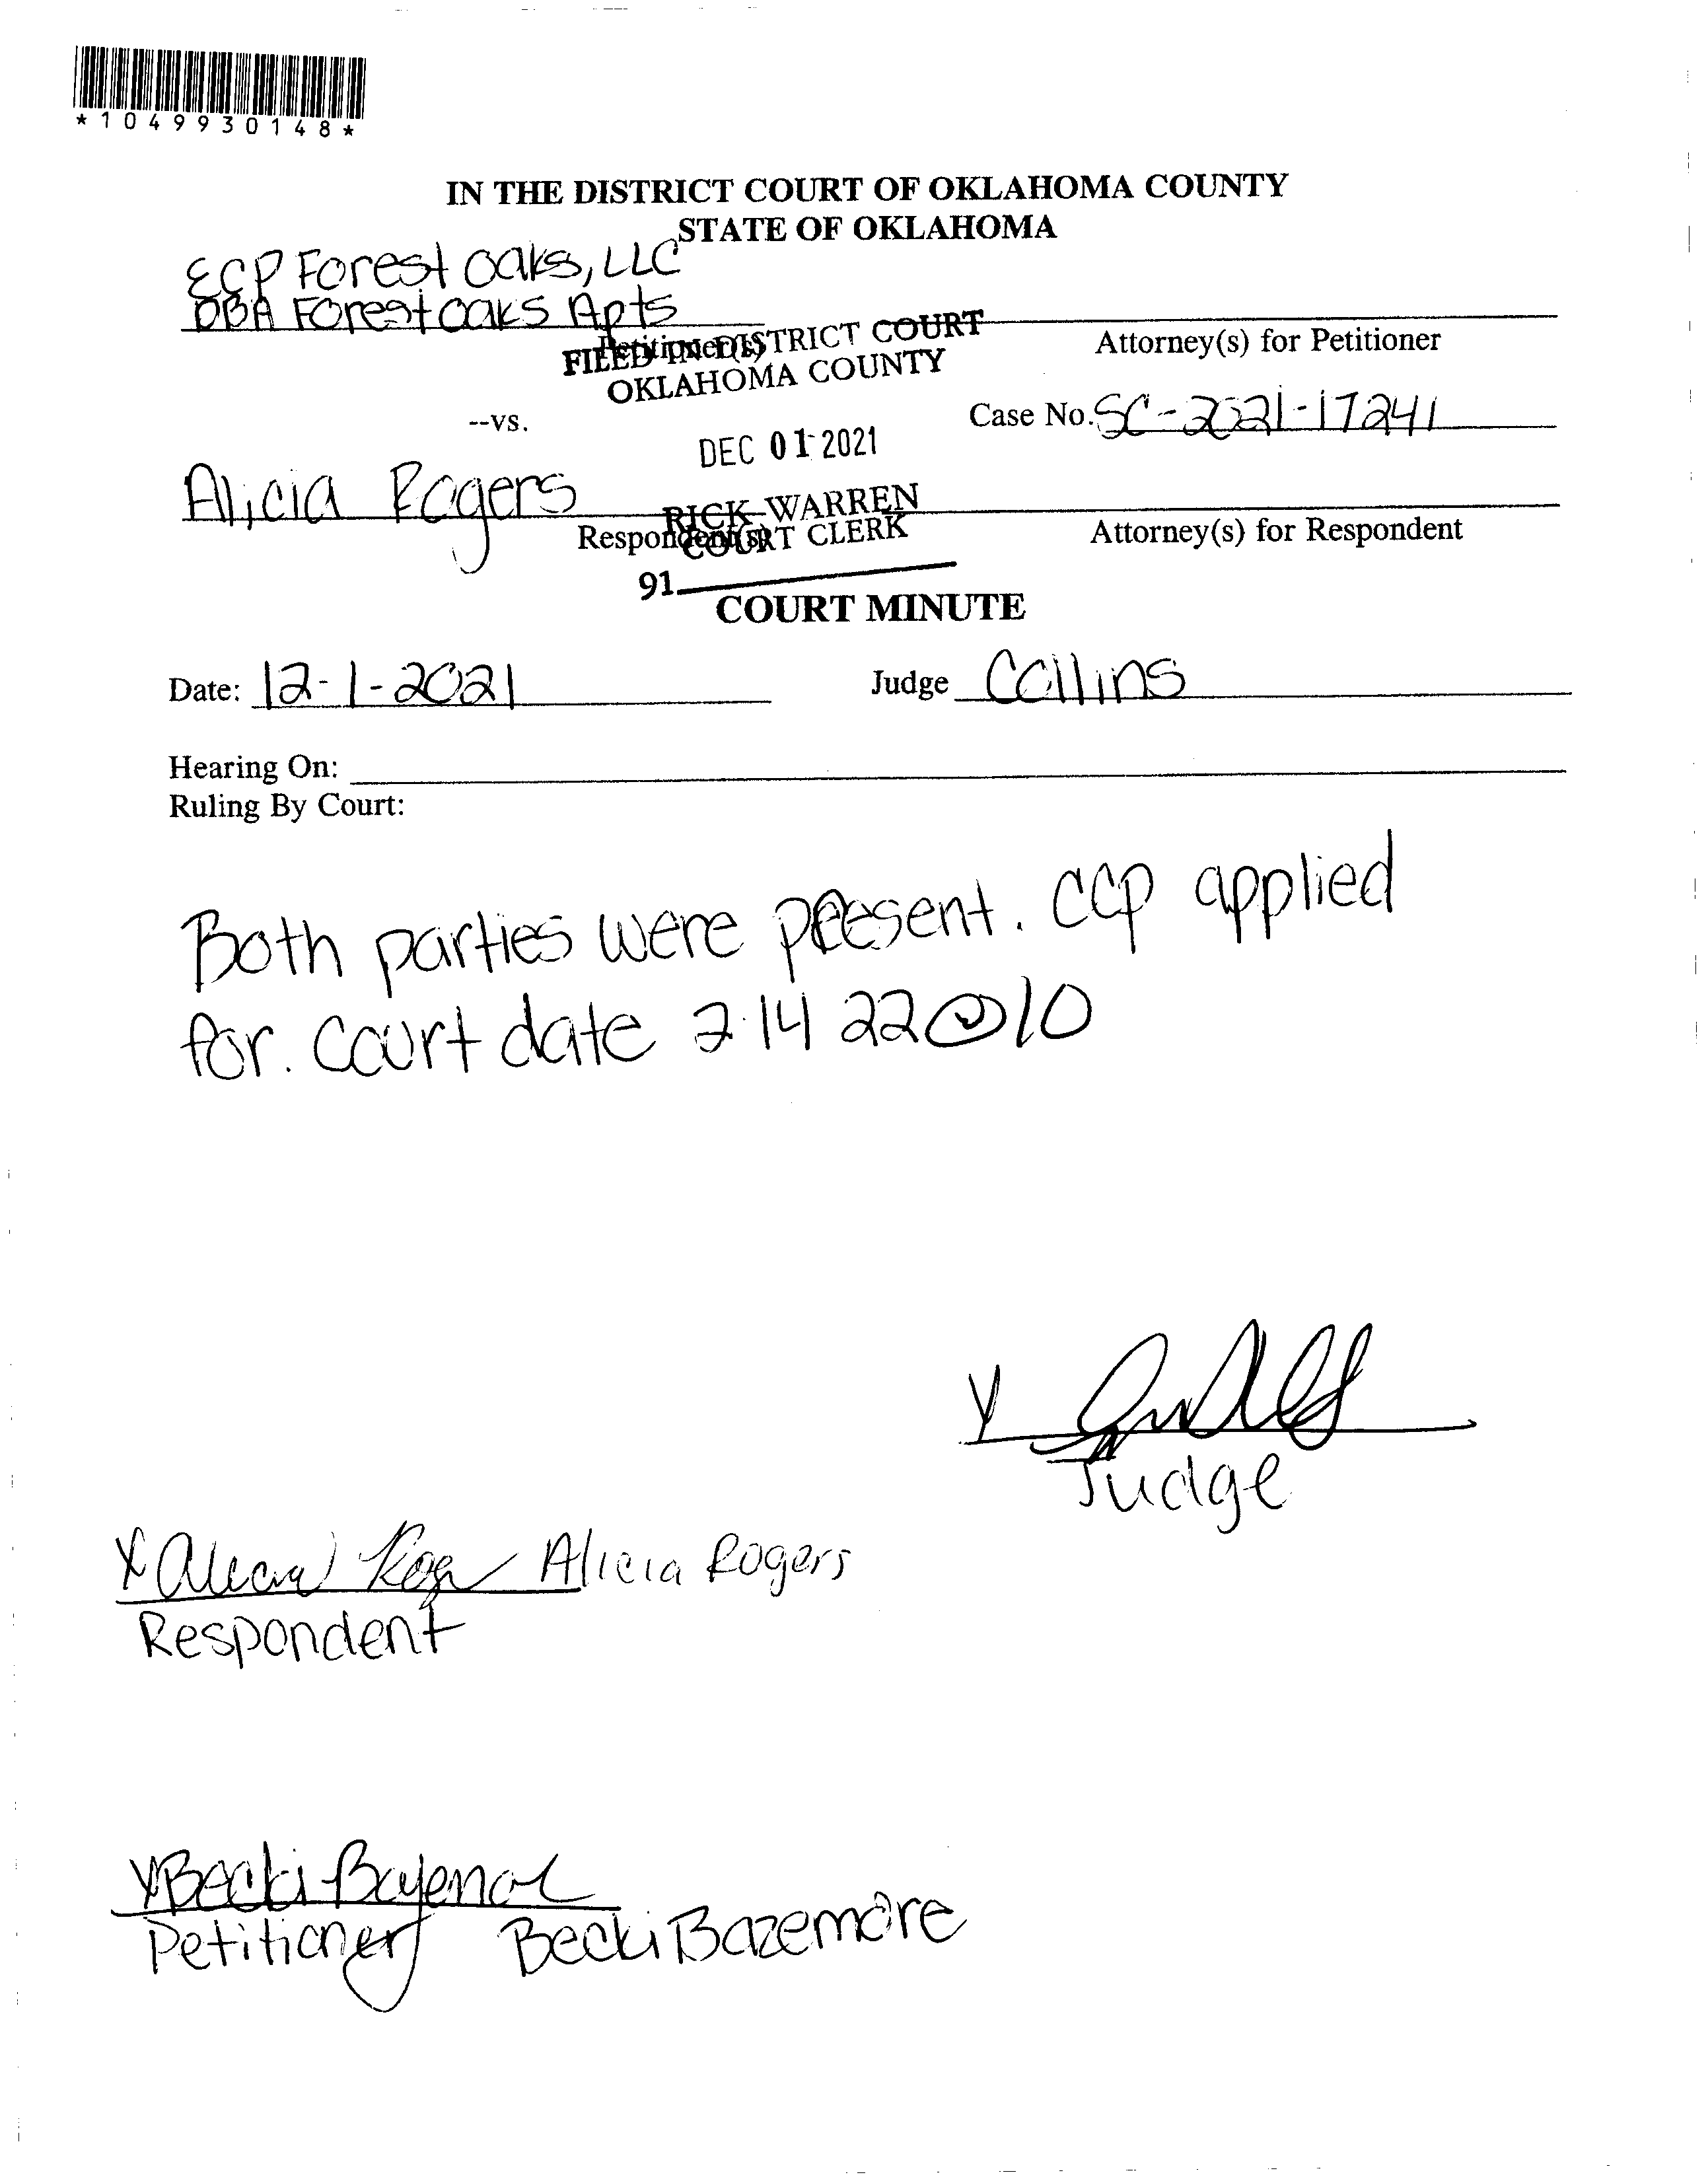 *1049930148*
IN THE DISTRICT COURT OF OKLAHOMA COUNTY
STATE OF OKLAHOMA
ECP Forest Oaks, LLC
DBA Forest Oaks Apts
Petitioner(s)
Attorney(s) for Petitioner
FILED IN DISTRICT COURT
OKLAHOMA COUNTY
--vs.
Case No. SC-2021-17241
DEC 01 2021
Alicia Rogers
Respondent(s)
Attorney(s) for Respondent
RICK WARREN
COURT CLERK
91
COURT MINUTE
Date: 12-1-2021 Judge Collins
Hearing On:
Ruling By Court:
Both parties were present. CCP applied
for. Court date 2·14 22@10
Y
Judge
X Alicia Roger Alicia Rogers
Respondent
X Becki Bazemore
Petitioner Becki Bazemore